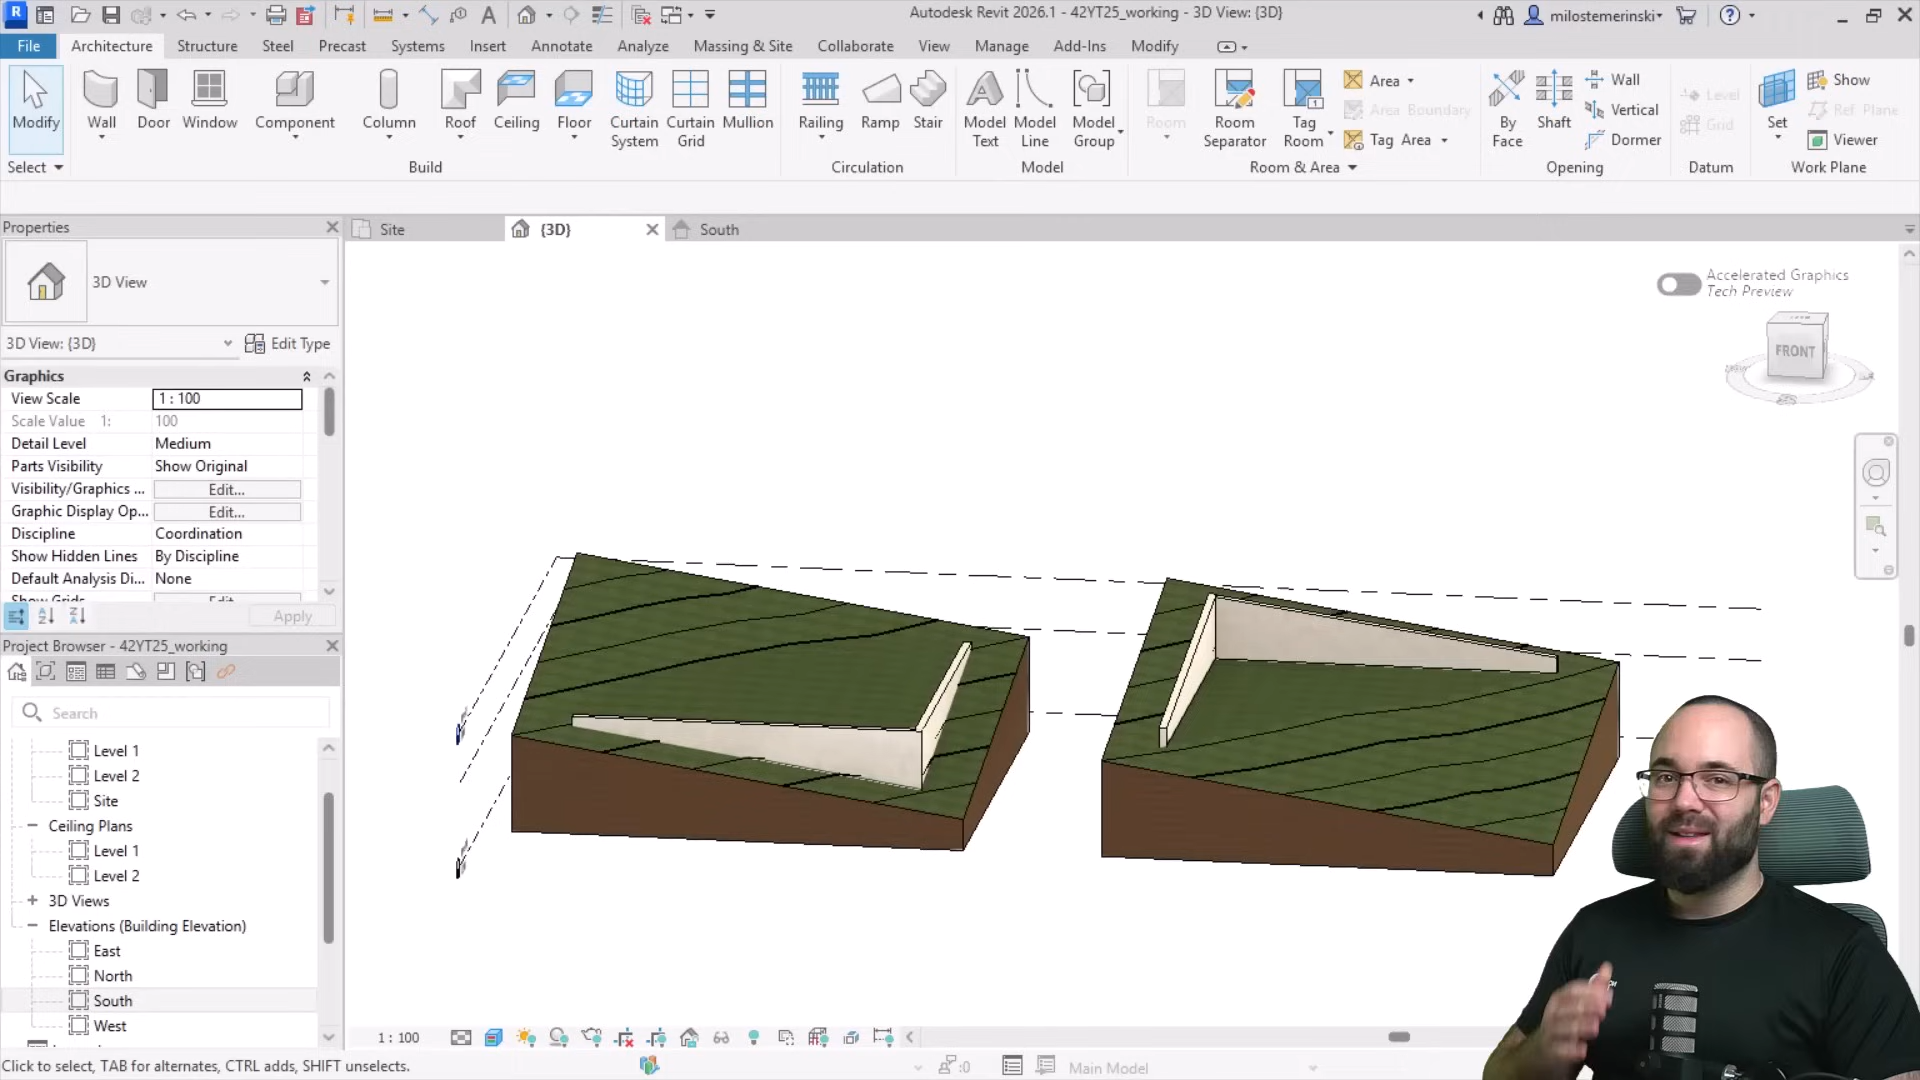 Autodesk Revit 2026.1 - 42YT25_working - 3D View: {3D}
milostemerinski
File
Architecture
Structure
Steel
Precast
Systems
Insert
Annotate
Analyze
Massing & Site
Collaborate
View
Manage
Add-Ins
Modify
Modify
Wall
Door
Window
Component
Column
Roof
Ceiling
Floor
Curtain System
Curtain Grid
Mullion
Railing
Ramp
Stair
Model Text
Model Line
Model Group
Room
Room Separator
Tag Room
Area
Area Boundary
Tag Area
By Face
Shaft
Wall
Vertical
Dormer
Level
Grid
Set
Show
Ref Plane
Viewer
Select
Build
Circulation
Model
Room & Area
Opening
Datum
Work Plane
Properties
3D View
3D View: {3D}
Edit Type
Graphics
View Scale
1 : 100
Scale Value 1:
100
Detail Level
Medium
Parts Visibility
Show Original
Visibility/Graphics ...
Edit...
Graphic Display Op...
Edit...
Discipline
Coordination
Show Hidden Lines
By Discipline
Default Analysis Di...
None
Show Grids
Edit
Apply
Project Browser - 42YT25_working
Search
Level 1
Level 2
Site
Ceiling Plans
Level 1
Level 2
3D Views
Elevations (Building Elevation)
East
North
South
West
Site
{3D}
South
Accelerated Graphics
Tech Preview
FRONT
1 : 100
Click to select, TAB for alternates, CTRL adds, SHIFT unselects.
:0
Main Model